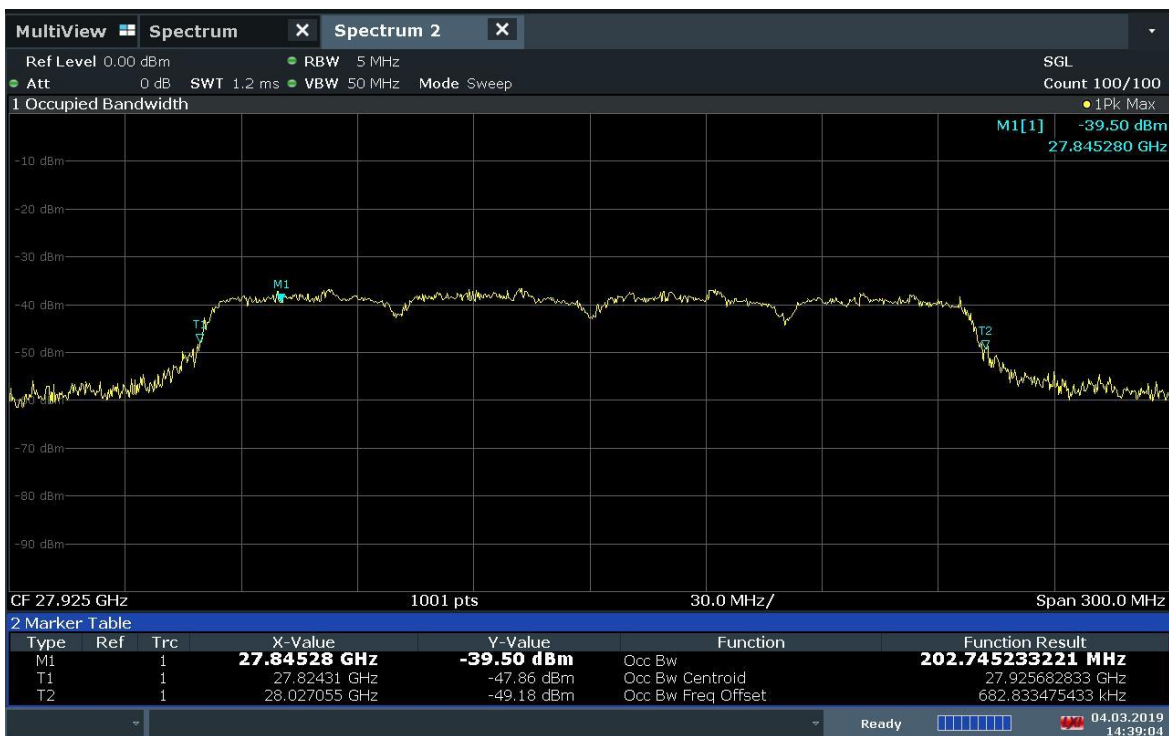 MultiView Spectrum X Spectrum 2 X
Ref Level 0.00 dBm RBW 5 MHz SGL
Att 0 dB SWT 1.2 ms VBW 50 MHz Mode Sweep Count 100/100
1 Occupied Bandwidth 1Pk Max
M1[1] -39.50 dBm
27.845280 GHz
-10 dBm
-20 dBm
-30 dBm
M1
-40 dBm
T1
T2
-50 dBm
-70 dBm
-80 dBm
-90 dBm
CF 27.925 GHz 1001 pts 30.0 MHz/ Span 300.0 MHz
2 Marker Table
Type Ref Trc X-Value Y-Value Function Function Result
M1 1 27.84528 GHz -39.50 dBm Occ Bw 202.745233221 MHz
T1 1 27.82431 GHz -47.86 dBm Occ Bw Centroid 27.925682833 GHz
T2 1 28.027055 GHz -49.18 dBm Occ Bw Freq Offset 682.833475433 kHz
Ready 04.03.2019
14:39:04